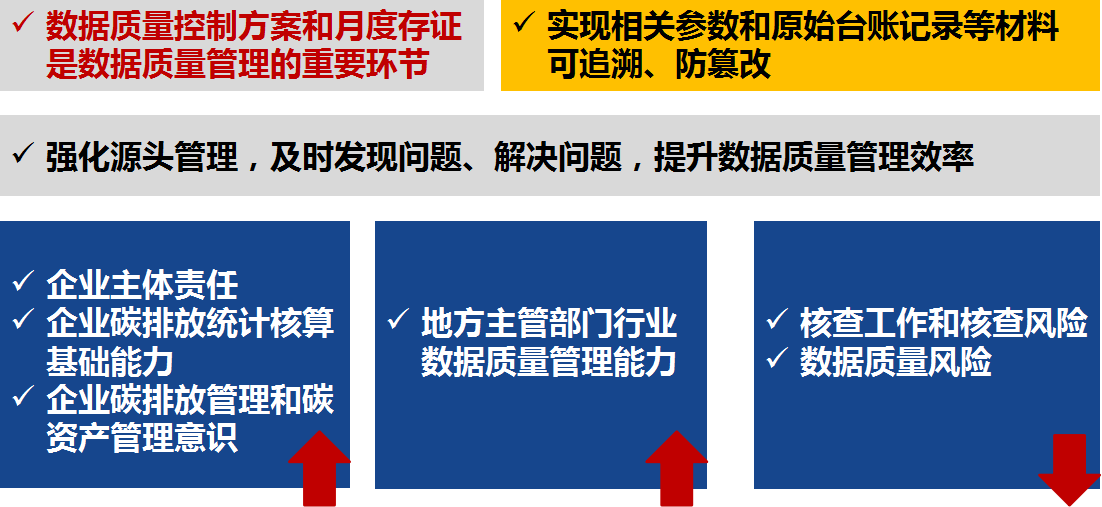 ✓ 数据质量控制方案和月度存证
是数据质量管理的重要环节
✓ 实现相关参数和原始台账记录等材料
可追溯、防篡改
✓ 强化源头管理，及时发现问题、解决问题，提升数据质量管理效率
✓ 企业主体责任
✓ 企业碳排放统计核算
基础能力
✓ 企业碳排放管理和碳
资产管理意识
✓ 地方主管部门行业
数据质量管理能力
✓ 核查工作和核查风险
✓ 数据质量风险